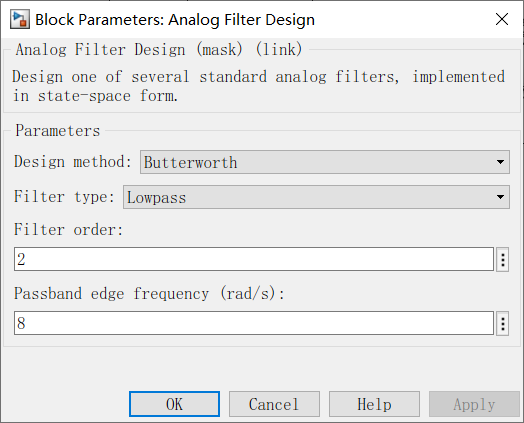 Block Parameters: Analog Filter Design
Analog Filter Design (mask) (link)
Design one of several standard analog filters, implemented
in state-space form.
Parameters
Design method: Butterworth
Filter type: Lowpass
Filter order:
2
Passband edge frequency (rad/s):
8
OK Cancel Help Apply